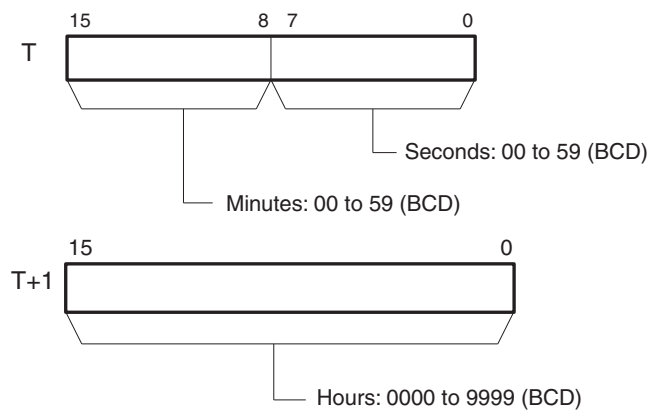 15 8 7 0
T
Seconds: 00 to 59 (BCD)
Minutes: 00 to 59 (BCD)
15 0
T+1
Hours: 0000 to 9999 (BCD)